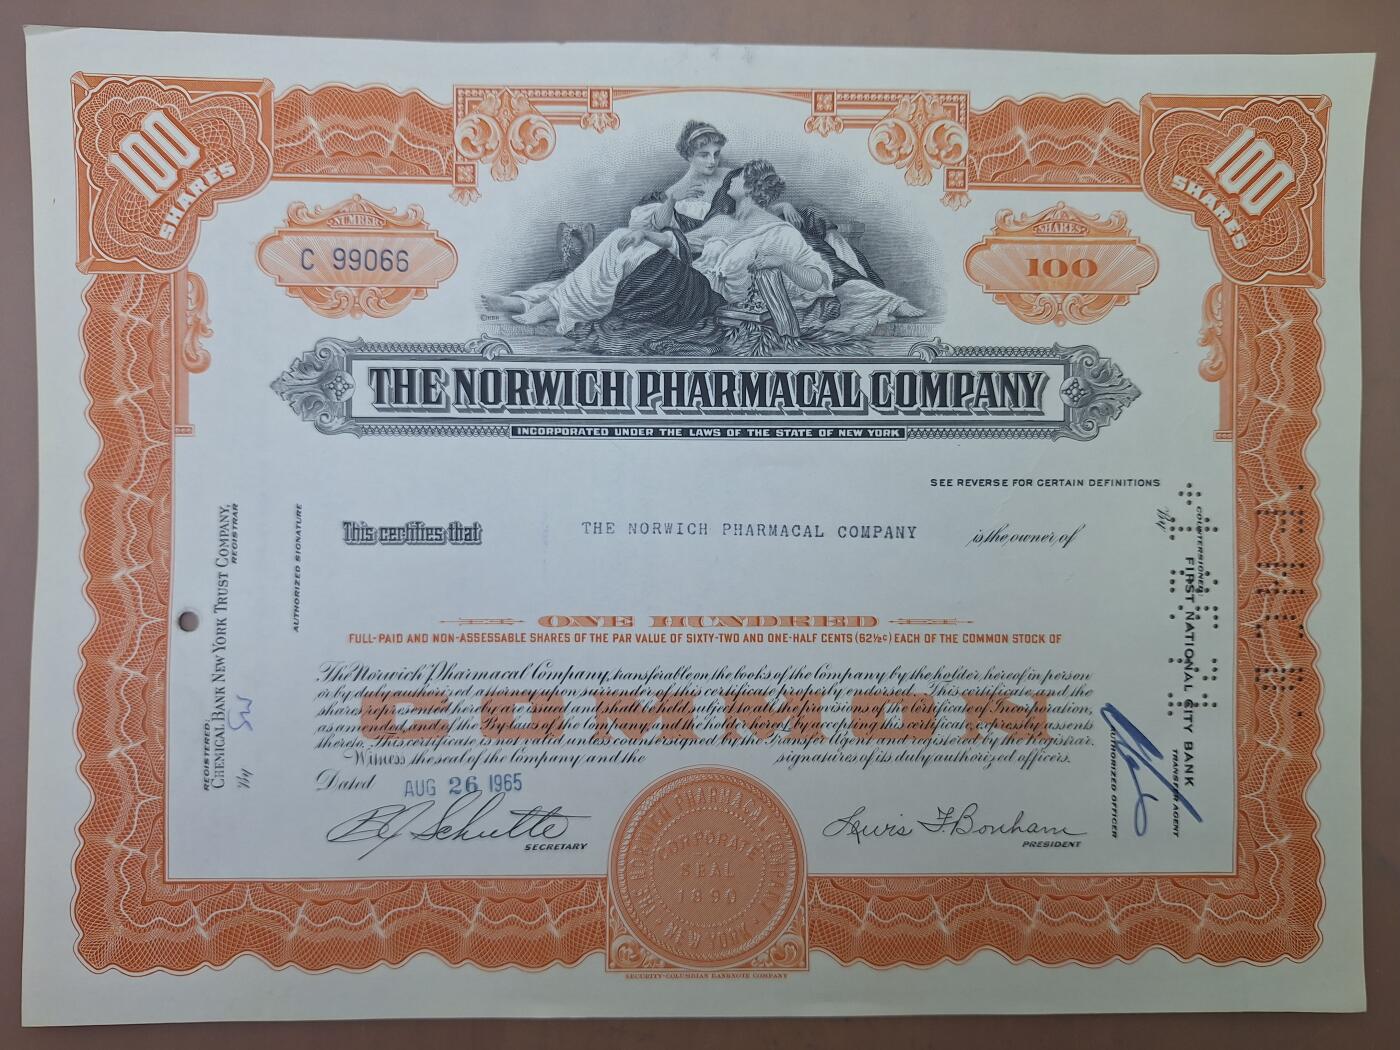 100
SHARES
100
SHARES
NUMBER
C 99066
SHARES
100
THE NORWICH PHARMACAL COMPANY
INCORPORATED UNDER THE LAWS OF THE STATE OF NEW YORK
SEE REVERSE FOR CERTAIN DEFINITIONS
This certifies that THE NORWICH PHARMACAL COMPANY is the owner of
ONE HUNDRED
FULL-PAID AND NON-ASSESSABLE SHARES OF THE PAR VALUE OF SIXTY-TWO AND ONE-HALF CENTS (62½¢) EACH OF THE COMMON STOCK OF
The Norwich Pharmacal Company, transferable on the books of the Company by the holder hereof in person
or by duly authorized attorney upon surrender of this certificate properly endorsed. This certificate and the
shares represented hereby are issued and shall be held subject to all the provisions of the Certificate of Incorporation,
as amended, and of the By-Laws of the Company and the holder hereof by accepting this certificate, expressly assents
thereto. This certificate is not valid unless countersigned by the Transfer Agent and registered by the Registrar.
COMMON
Witness the seal of the Company and the signatures of its duly authorized officers.
Dated AUG 26 1965
Schutte
SECRETARY
Lewis F. Bonham
PRESIDENT
THE NORWICH PHARMACAL COMPANY
CORPORATE
SEAL
1890
NEW YORK
SECURITY-COLUMBIAN BANKNOTE COMPANY
REGISTERED:
CHEMICAL BANK NEW YORK TRUST COMPANY,
REGISTRAR
By
AUTHORIZED SIGNATURE
COUNTERSIGNED:
FIRST NATIONAL CITY BANK
TRANSFER AGENT
By
AUTHORIZED OFFICER